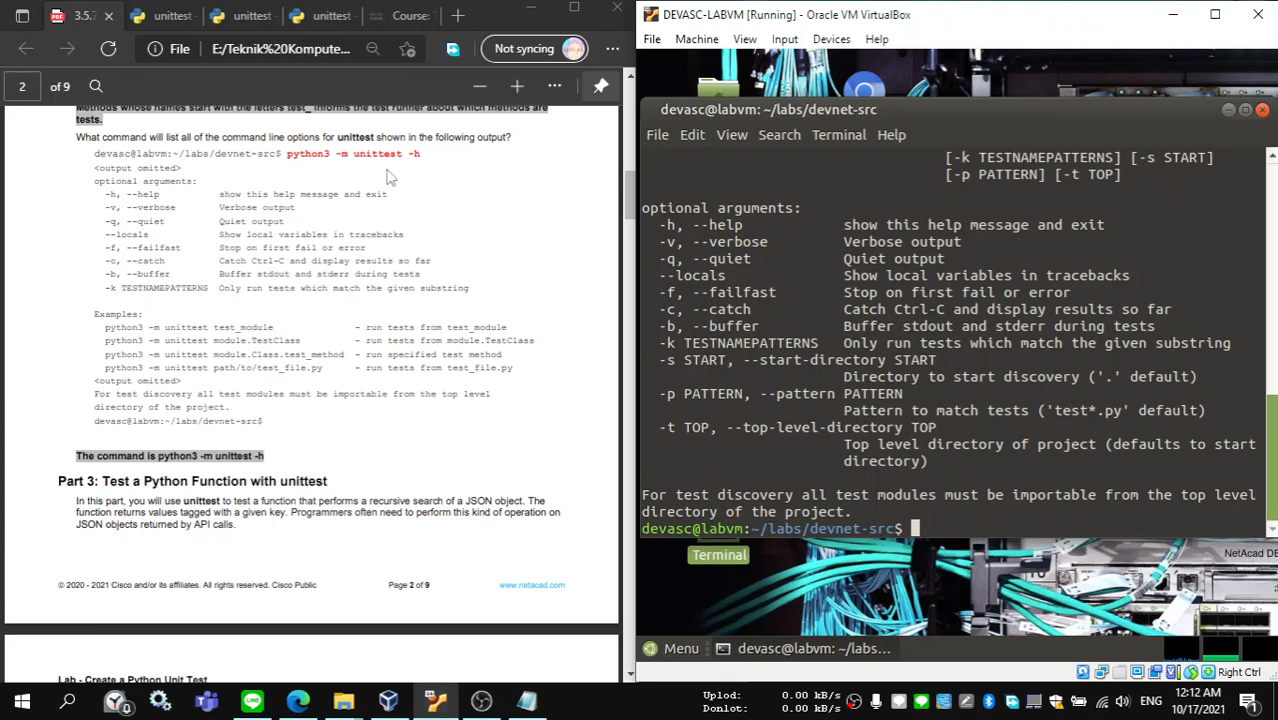 3.5.7
unittest
unittest
Course:
File
E:/Teknik%20Kompute...
Not syncing
2
of 9
Methods whose names start with the letters test_ informs the test runner about which methods are
tests.
What command will list all of the command line options for unittest shown in the following output?
devasc@labvm:~/labs/devnet-src$ python3 -m unittest -h
<output omitted>
optional arguments:
-h, --help show this help message and exit
-v, --verbose Verbose output
-q, --quiet Quiet output
--locals Show local variables in tracebacks
-f, --failfast Stop on first fail or error
-c, --catch Catch Ctrl-C and display results so far
-b, --buffer Buffer stdout and stderr during tests
-k TESTNAMEPATTERNS Only run tests which match the given substring
Examples:
python3 -m unittest test_module - run tests from test_module
python3 -m unittest module.TestClass - run tests from module.TestClass
python3 -m unittest module.Class.test_method - run specified test method
python3 -m unittest path/to/test_file.py - run tests from test_file.py
<output omitted>
For test discovery all test modules must be importable from the top level
directory of the project.
devasc@labvm:~/labs/devnet-src$
The command is python3 -m unittest -h
Part 3: Test a Python Function with unittest
In this part, you will use unittest to test a function that performs a recursive search of a JSON object. The
function returns values tagged with a given key. Programmers often need to perform this kind of operation on
JSON objects returned by API calls.
© 2020 - 2021 Cisco and/or its affiliates. All rights reserved. Cisco Public Page 2 of 9 www.netacad.com
Lab - Create a Python Unit Test
DEVASC-LABVM [Running] - Oracle VM VirtualBox
File Machine View Input Devices Help
devasc@labvm: ~/labs/devnet-src
File Edit View Search Terminal Help
[-k TESTNAMEPATTERNS] [-s START]
[-p PATTERN] [-t TOP]
optional arguments:
-h, --help show this help message and exit
-v, --verbose Verbose output
-q, --quiet Quiet output
--locals Show local variables in tracebacks
-f, --failfast Stop on first fail or error
-c, --catch Catch Ctrl-C and display results so far
-b, --buffer Buffer stdout and stderr during tests
-k TESTNAMEPATTERNS Only run tests which match the given substring
-s START, --start-directory START
Directory to start discovery ('.' default)
-p PATTERN, --pattern PATTERN
Pattern to match tests ('test*.py' default)
-t TOP, --top-level-directory TOP
Top level directory of project (defaults to start
directory)
For test discovery all test modules must be importable from the top level
directory of the project.
devasc@labvm:~/labs/devnet-src$
Terminal
NetAcad DE
Menu
devasc@labvm: ~/labs...
Right Ctrl
Uplod: 0.00 kB/s
Donlot: 0.00 kB/s
ENG
12:12 AM
10/17/2021